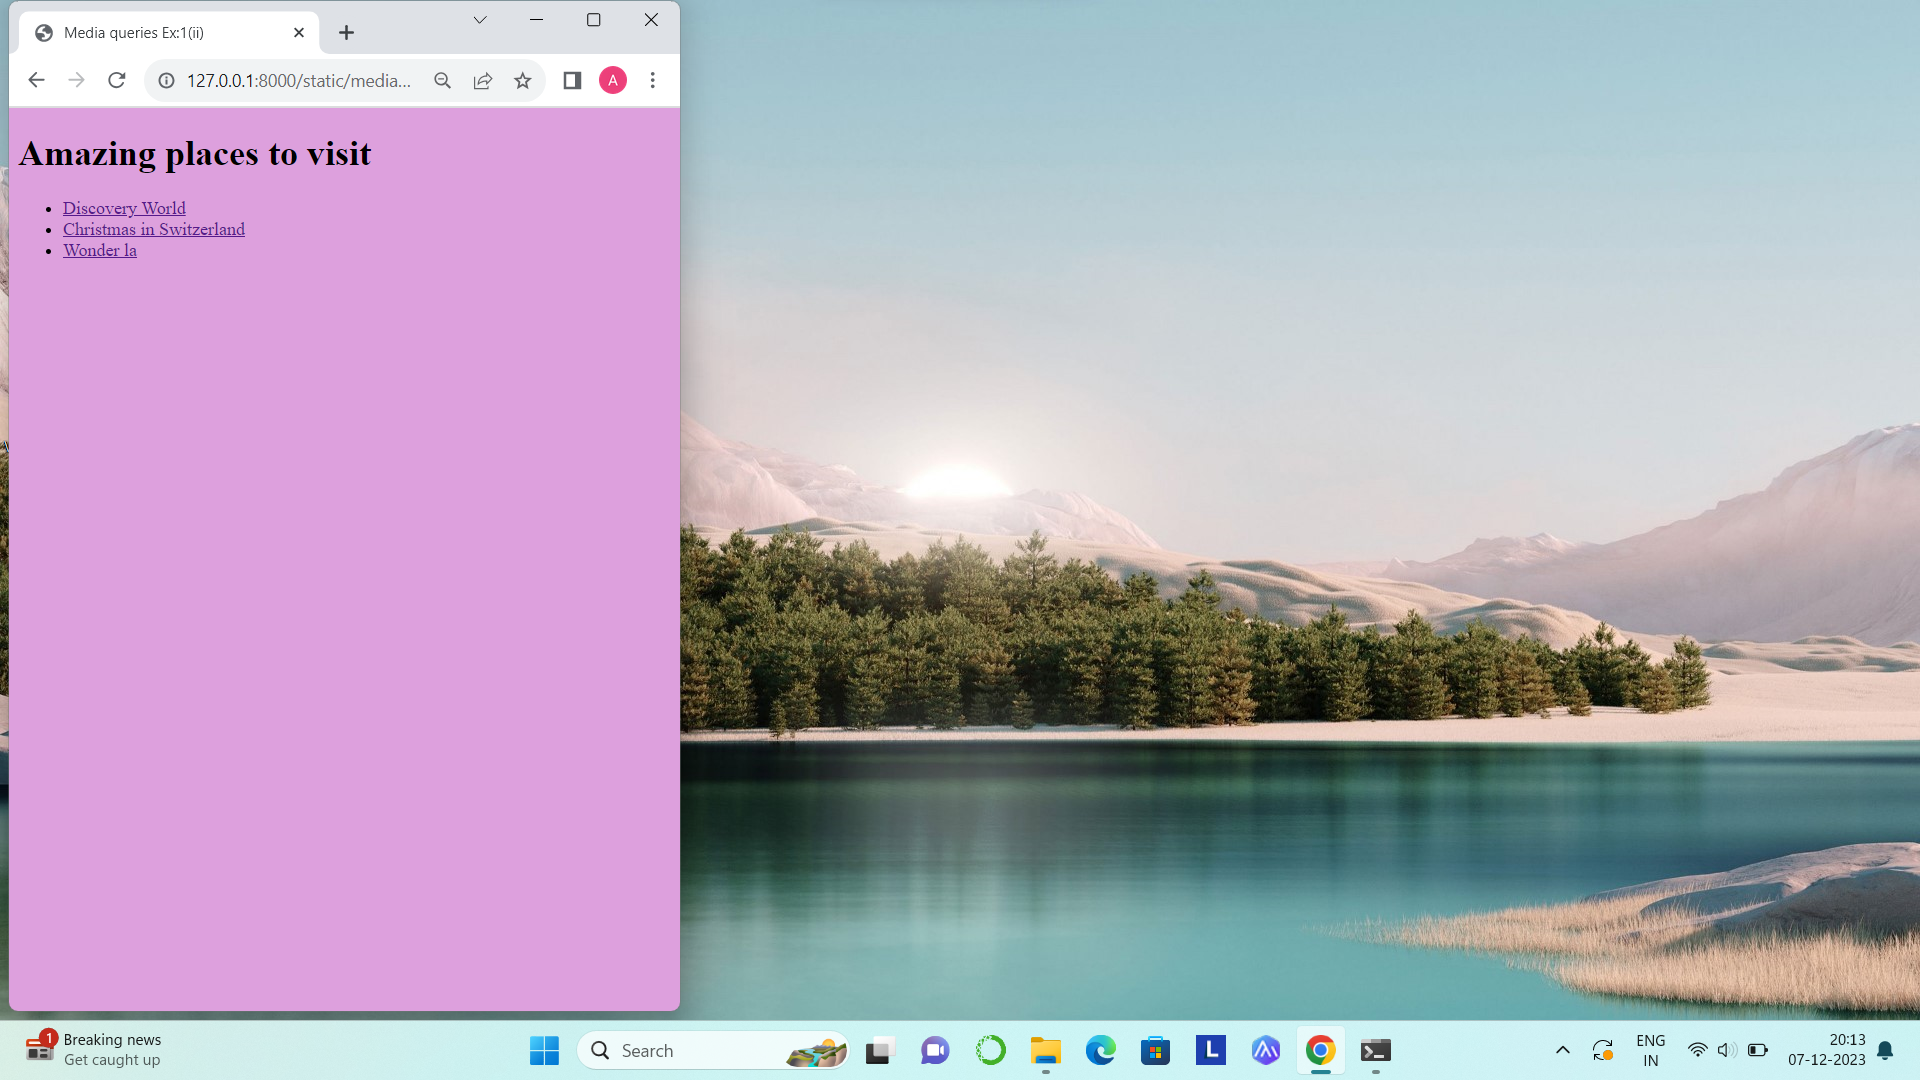 Media queries Ex:1(ii)
127.0.0.1:8000/static/media...
A
Amazing places to visit
Discovery World
Christmas in Switzerland
Wonder la
1
Breaking news
Get caught up
Search
L
ENG
IN
20:13
07-12-2023